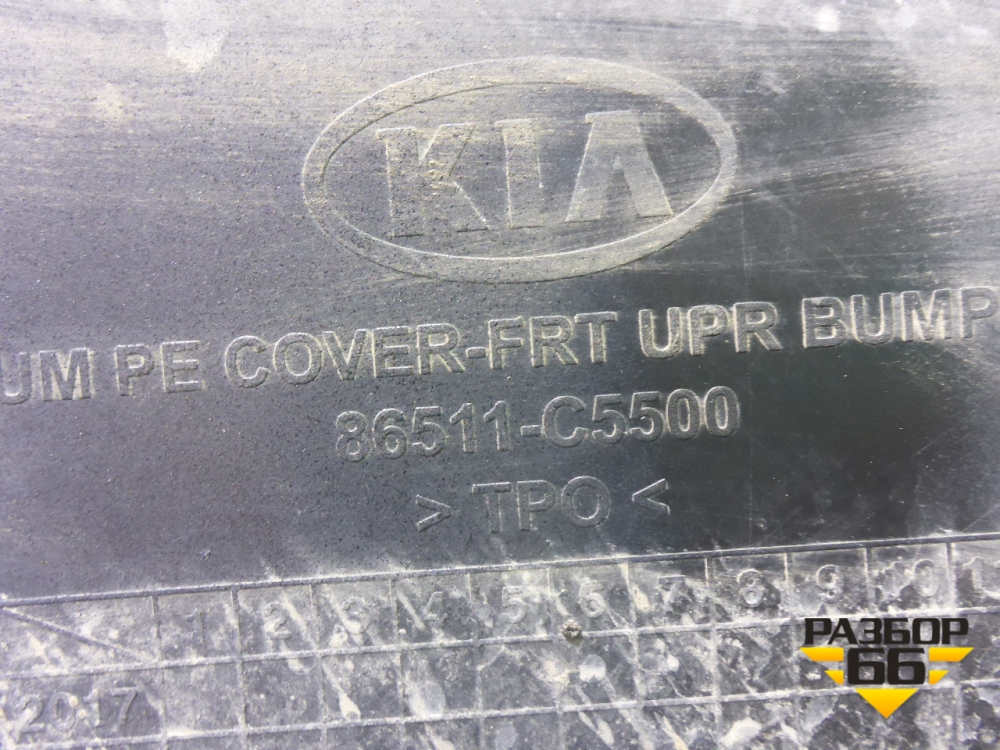 KIA
UM PE COVER-FRT UPR BUMP
86511-C5500
> TPO <
1 2 3 4 5 6 7 8 9 10 1
2017
РАЗБОР
66